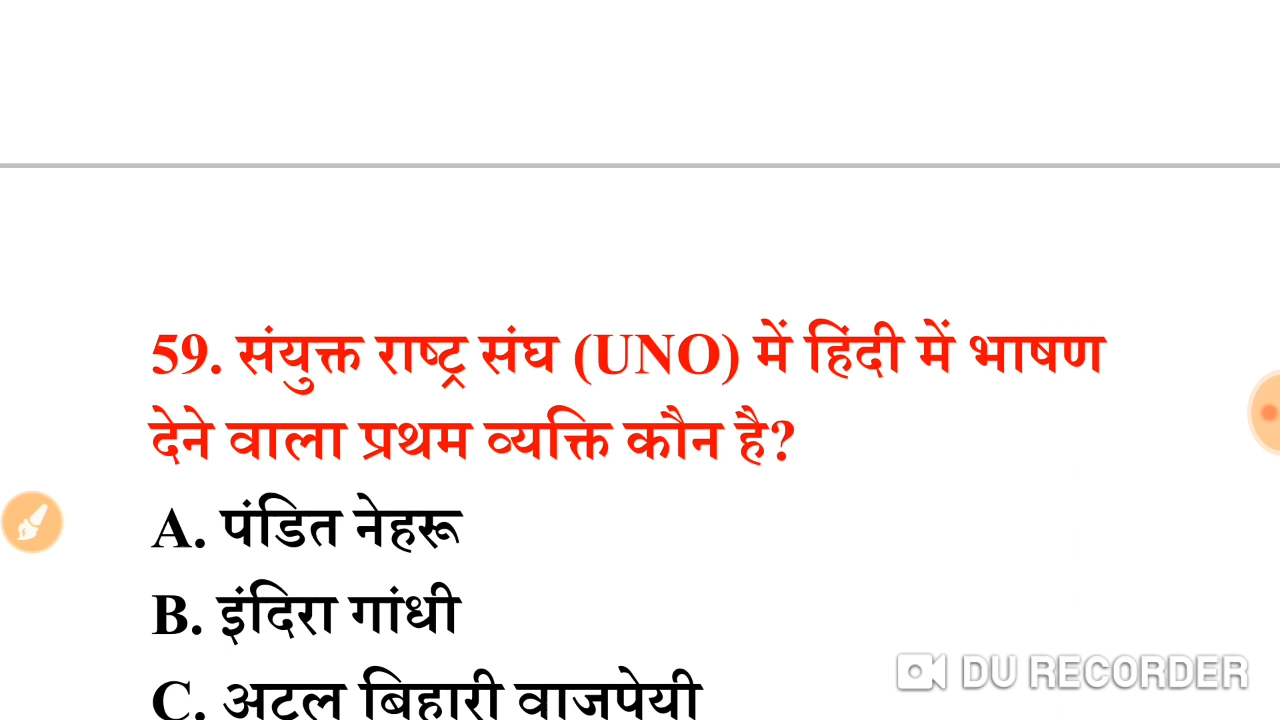 59. संयुक्त राष्ट्र संघ (UNO) में हिंदी में भाषण
देने वाला प्रथम व्यक्ति कौन है?
A. पंडित नेहरू
B. इंदिरा गांधी
C. अटल बिहारी वाजपेयी
DU RECORDER